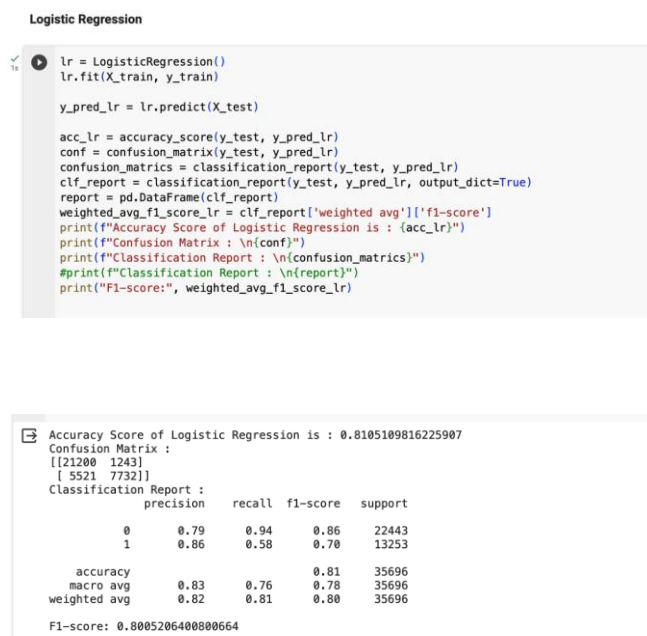 Logistic Regression
1s
lr = LogisticRegression()
lr.fit(X_train, y_train)
y_pred_lr = lr.predict(X_test)
acc_lr = accuracy_score(y_test, y_pred_lr)
conf = confusion_matrix(y_test, y_pred_lr)
confusion_matrics = classification_report(y_test, y_pred_lr)
clf_report = classification_report(y_test, y_pred_lr, output_dict=True)
report = pd.DataFrame(clf_report)
weighted_avg_f1_score_lr = clf_report['weighted avg']['f1-score']
print(f"Accuracy Score of Logistic Regression is : {acc_lr}")
print(f"Confusion Matrix : \n{conf}")
print(f"Classification Report : \n{confusion_matrics}")
#print(f"Classification Report : \n{report}")
print("F1-score:", weighted_avg_f1_score_lr)
Accuracy Score of Logistic Regression is : 0.8105109816225907
Confusion Matrix :
[[21200 1243]
[ 5521 7732]]
Classification Report :
precision recall f1-score support
0 0.79 0.94 0.86 22443
1 0.86 0.58 0.70 13253
accuracy 0.81 35696
macro avg 0.83 0.76 0.78 35696
weighted avg 0.82 0.81 0.80 35696
F1-score: 0.8005206400800664